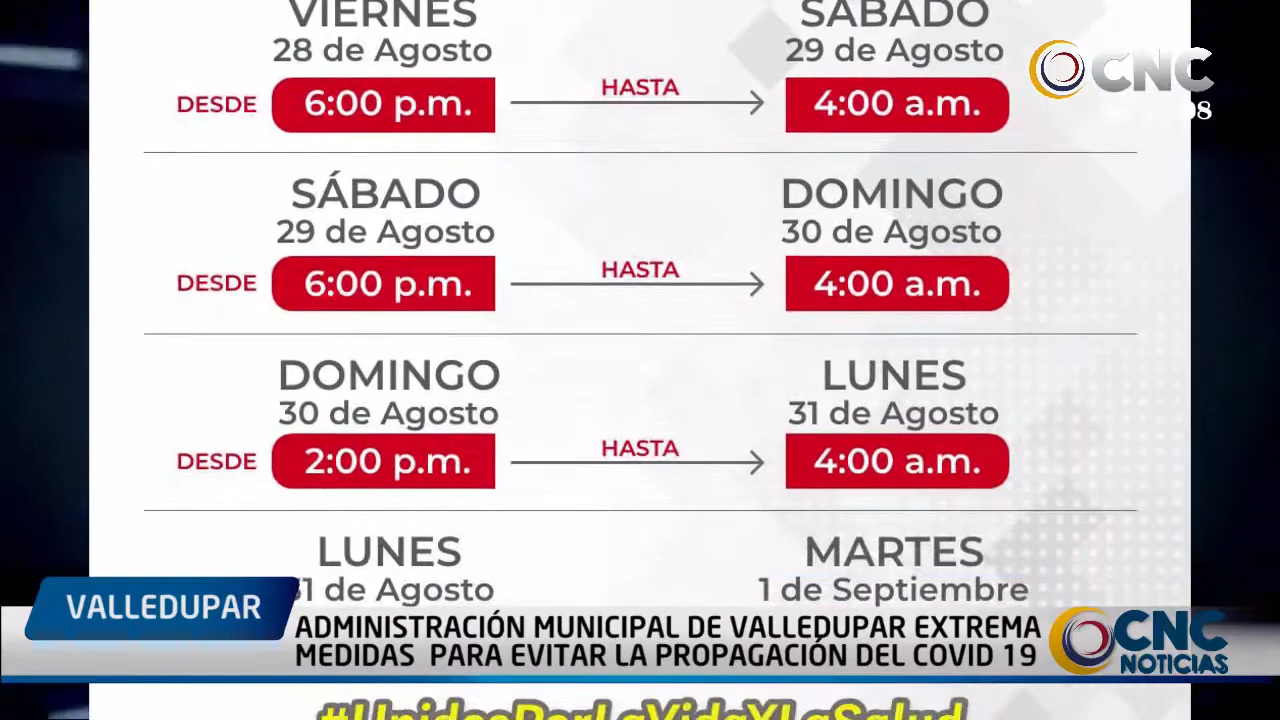 VIERNES
SÁBADO
28 de Agosto
29 de Agosto
CNC
DESDE
6:00 p.m.
HASTA
4:00 a.m.
SÁBADO
DOMINGO
29 de Agosto
30 de Agosto
DESDE
6:00 p.m.
HASTA
4:00 a.m.
DOMINGO
LUNES
30 de Agosto
31 de Agosto
DESDE
2:00 p.m.
HASTA
4:00 a.m.
LUNES
MARTES
de Agosto
1 de Septiembre
VALLEDUPAR
ADMINISTRACIÓN MUNICIPAL DE VALLEDUPAR EXTREMA
MEDIDAS PARA EVITAR LA PROPAGACIÓN DEL COVID 19
CNC
NOTICIAS
#UnidosPorLaVidaYLaSalud